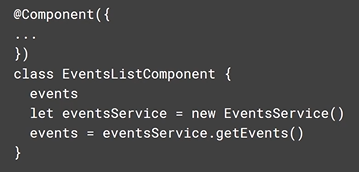 @Component({
...
})
class EventsListComponent {
  events
  let eventsService = new EventsService()
  events = eventsService.getEvents()
}